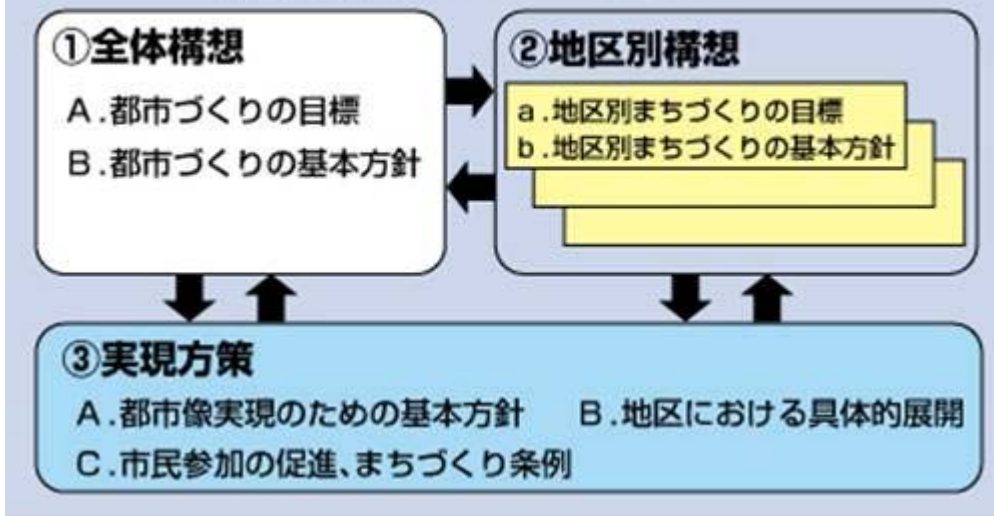 ①全体構想
A.都市づくりの目標
B.都市づくりの基本方針
②地区別構想
a.地区別まちづくりの目標
b.地区別まちづくりの基本方針
③実現方策
A.都市像実現のための基本方針 B.地区における具体的展開
C.市民参加の促進、まちづくり条例